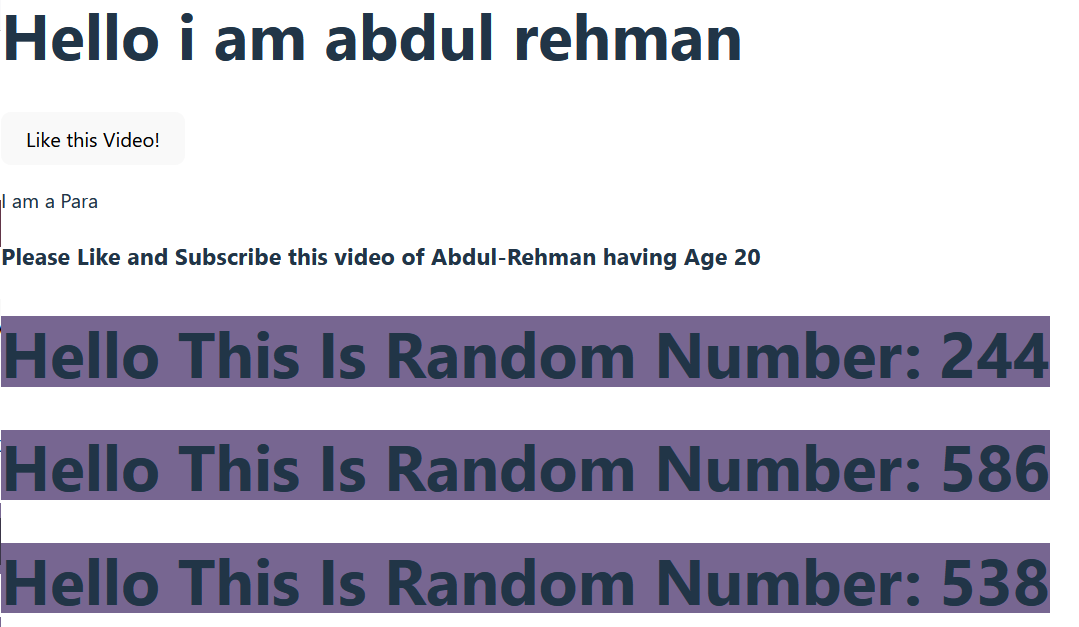 Hello i am abdul rehman
Like this Video!
I am a Para
Please Like and Subscribe this video of Abdul-Rehman having Age 20
Hello This Is Random Number: 244
Hello This Is Random Number: 586
Hello This Is Random Number: 538